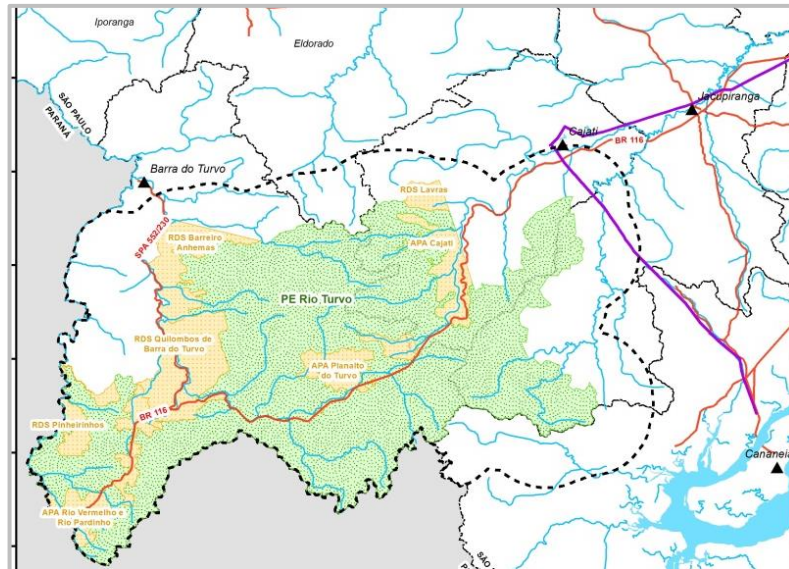 Iporanga
Eldorado
SÃO PAULO
PARANÁ
Jacupiranga
Cajati
BR 116
Barra do Turvo
RDS Lavras
SPA 552/230
RDS Barreiro
Anhemas
APA Cajati
PE Rio Turvo
RDS Quilombos de
Barra do Turvo
APA Planalto
do Turvo
BR 116
RDS Pinheirinhos
Cananéia
APA Rio Vermelho e
Rio Pardinho